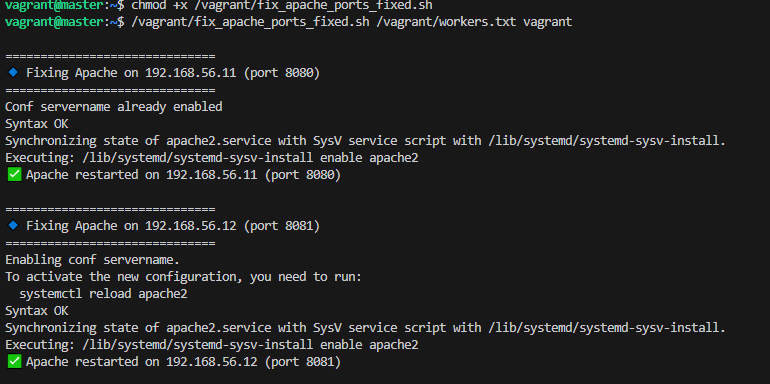 vagrant@master:~$ chmod +x /vagrant/fix_apache_ports_fixed.sh
vagrant@master:~$ /vagrant/fix_apache_ports_fixed.sh /vagrant/workers.txt vagrant
==============================
🔹 Fixing Apache on 192.168.56.11 (port 8080)
==============================
Conf servername already enabled
Syntax OK
Synchronizing state of apache2.service with SysV service script with /lib/systemd/systemd-sysv-install.
Executing: /lib/systemd/systemd-sysv-install enable apache2
✅ Apache restarted on 192.168.56.11 (port 8080)
==============================
🔹 Fixing Apache on 192.168.56.12 (port 8081)
==============================
Enabling conf servername.
To activate the new configuration, you need to run:
  systemctl reload apache2
Syntax OK
Synchronizing state of apache2.service with SysV service script with /lib/systemd/systemd-sysv-install.
Executing: /lib/systemd/systemd-sysv-install enable apache2
✅ Apache restarted on 192.168.56.12 (port 8081)